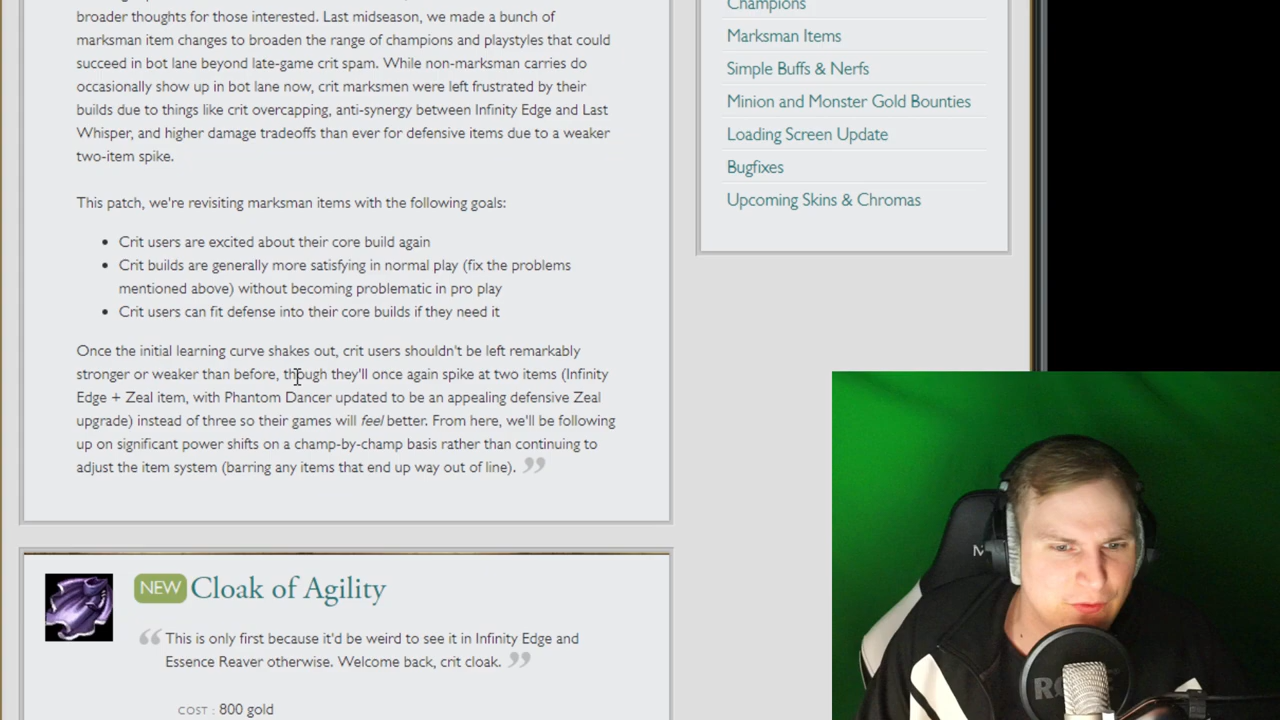 broader thoughts for those interested. Last midseason, we made a bunch of
marksman item changes to broaden the range of champions and playstyles that could
succeed in bot lane beyond late-game crit spam. While non-marksman carries do
occasionally show up in bot lane now, crit marksmen were left frustrated by their
builds due to things like crit overcapping, anti-synergy between Infinity Edge and Last
Whisper, and higher damage tradeoffs than ever for defensive items due to a weaker
two-item spike.
This patch, we're revisiting marksman items with the following goals:
• Crit users are excited about their core build again
• Crit builds are generally more satisfying in normal play (fix the problems
mentioned above) without becoming problematic in pro play
• Crit users can fit defense into their core builds if they need it
Once the initial learning curve shakes out, crit users shouldn't be left remarkably
stronger or weaker than before, though they'll once again spike at two items (Infinity
Edge + Zeal item, with Phantom Dancer updated to be an appealing defensive Zeal
upgrade) instead of three so their games will feel better. From here, we'll be following
up on significant power shifts on a champ-by-champ basis rather than continuing to
adjust the item system (barring any items that end up way out of line). ”
NEW Cloak of Agility
“ This is only first because it'd be weird to see it in Infinity Edge and
Essence Reaver otherwise. Welcome back, crit cloak. ”
COST : 800 gold
Champions
Marksman Items
Simple Buffs & Nerfs
Minion and Monster Gold Bounties
Loading Screen Update
Bugfixes
Upcoming Skins & Chromas